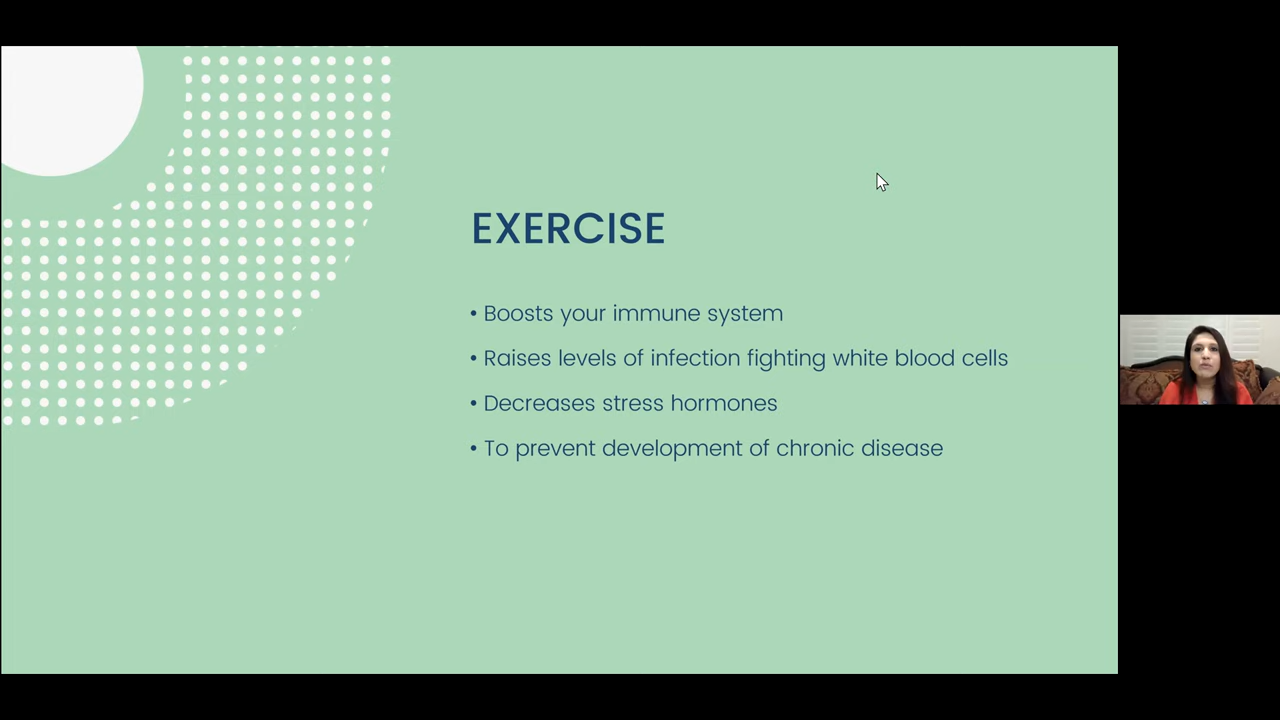 EXERCISE
• Boosts your immune system
• Raises levels of infection fighting white blood cells
• Decreases stress hormones
• To prevent development of chronic disease